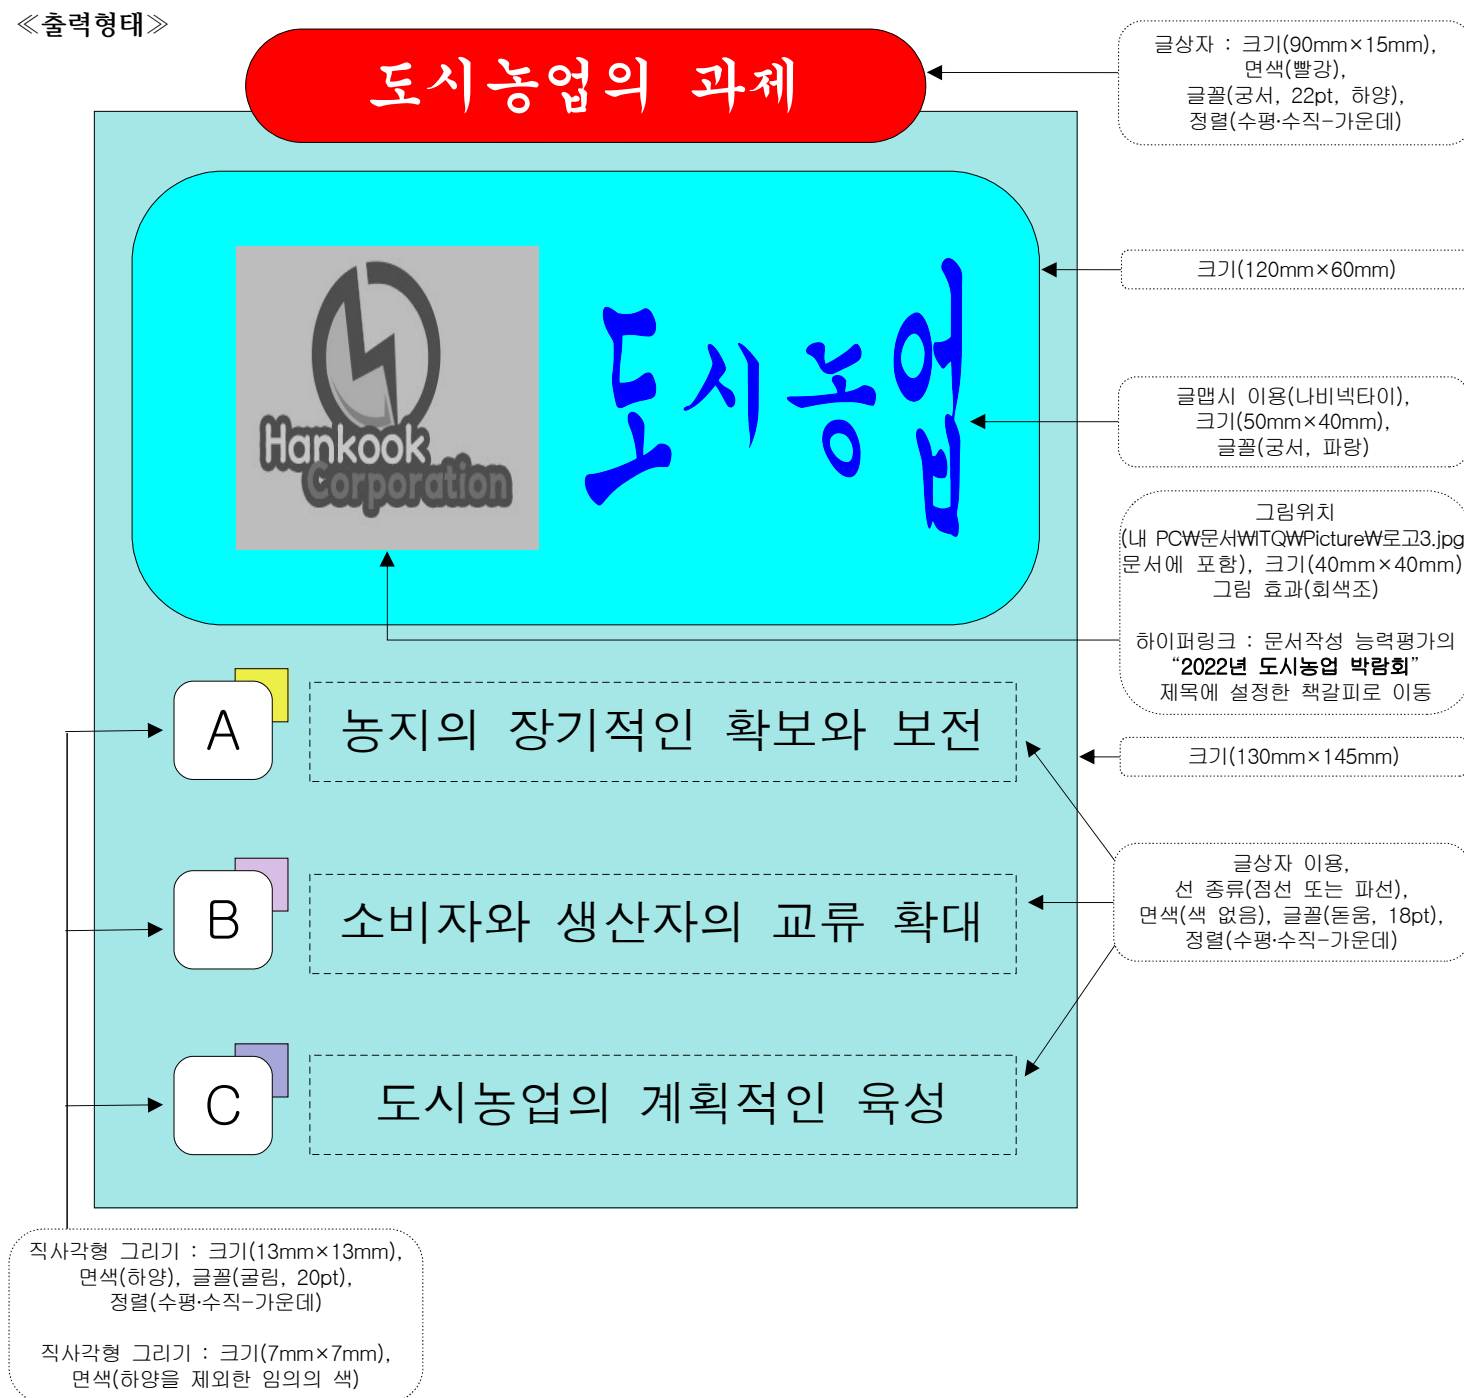 ≪출력형태≫
도시농업의 과제
글상자 : 크기(90mm×15mm),
면색(빨강),
글꼴(궁서, 22pt, 하양),
정렬(수평·수직-가운데)
크기(120mm×60mm)
Hankook
Corporation
도시농업
글맵시 이용(나비넥타이),
크기(50mm×40mm),
글꼴(궁서, 파랑)
그림위치
(내 PC₩문서₩ITQ₩Picture₩로고3.jpg
문서에 포함), 크기(40mm×40mm)
그림 효과(회색조)
하이퍼링크 : 문서작성 능력평가의
“2022년 도시농업 박람회”
제목에 설정한 책갈피로 이동
A
농지의 장기적인 확보와 보전
크기(130mm×145mm)
B
소비자와 생산자의 교류 확대
글상자 이용,
선 종류(점선 또는 파선),
면색(색 없음), 글꼴(돋움, 18pt),
정렬(수평·수직-가운데)
C
도시농업의 계획적인 육성
직사각형 그리기 : 크기(13mm×13mm),
면색(하양), 글꼴(굴림, 20pt),
정렬(수평·수직-가운데)
직사각형 그리기 : 크기(7mm×7mm),
면색(하양을 제외한 임의의 색)